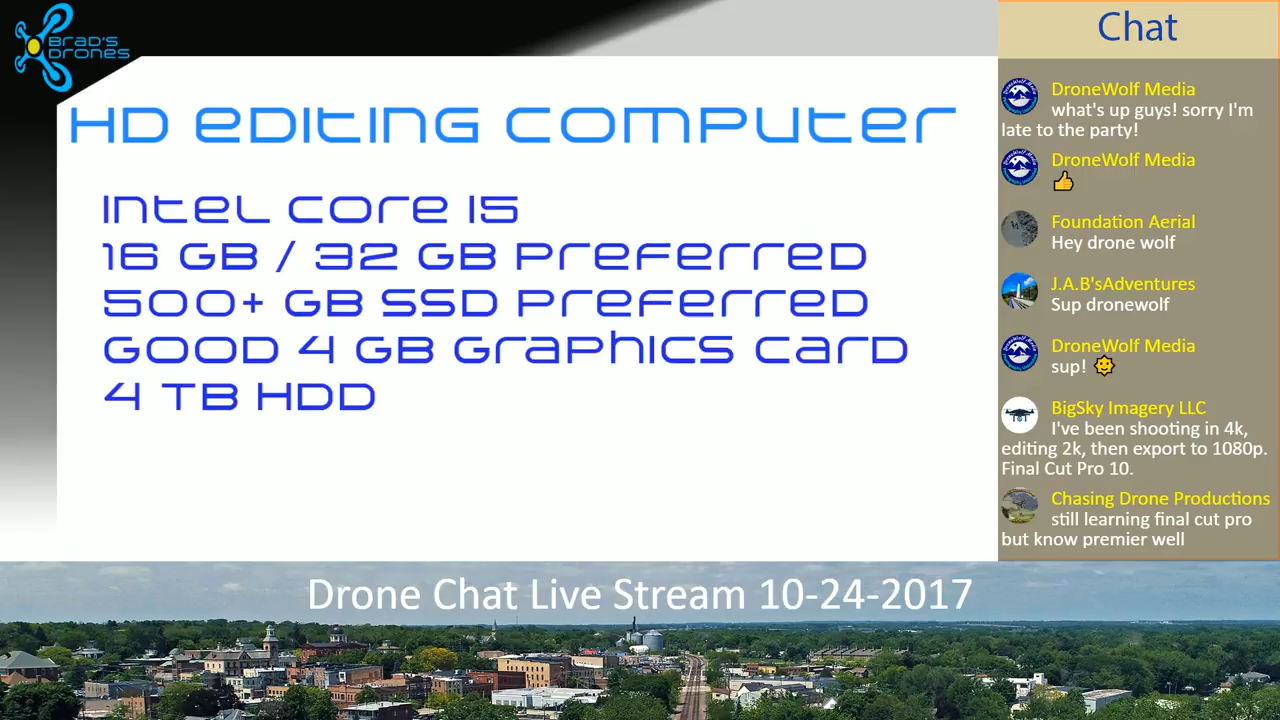 Brad's
Drones
HD Editing Computer
Intel Core i5
16 GB / 32 GB Preferred
500+ GB SSD Preferred
Good 4 GB Graphics Card
4 TB HDD
Chat
DroneWolf Media
what's up guys! sorry I'm
late to the party!
DroneWolf Media
👍
Foundation Aerial
Hey drone wolf
J.A.B'sAdventures
Sup dronewolf
DroneWolf Media
sup! 🌞
BigSky Imagery LLC
I've been shooting in 4k,
editing 2k, then export to 1080p.
Final Cut Pro 10.
Chasing Drone Productions
still learning final cut pro
but know premier well
Drone Chat Live Stream 10-24-2017